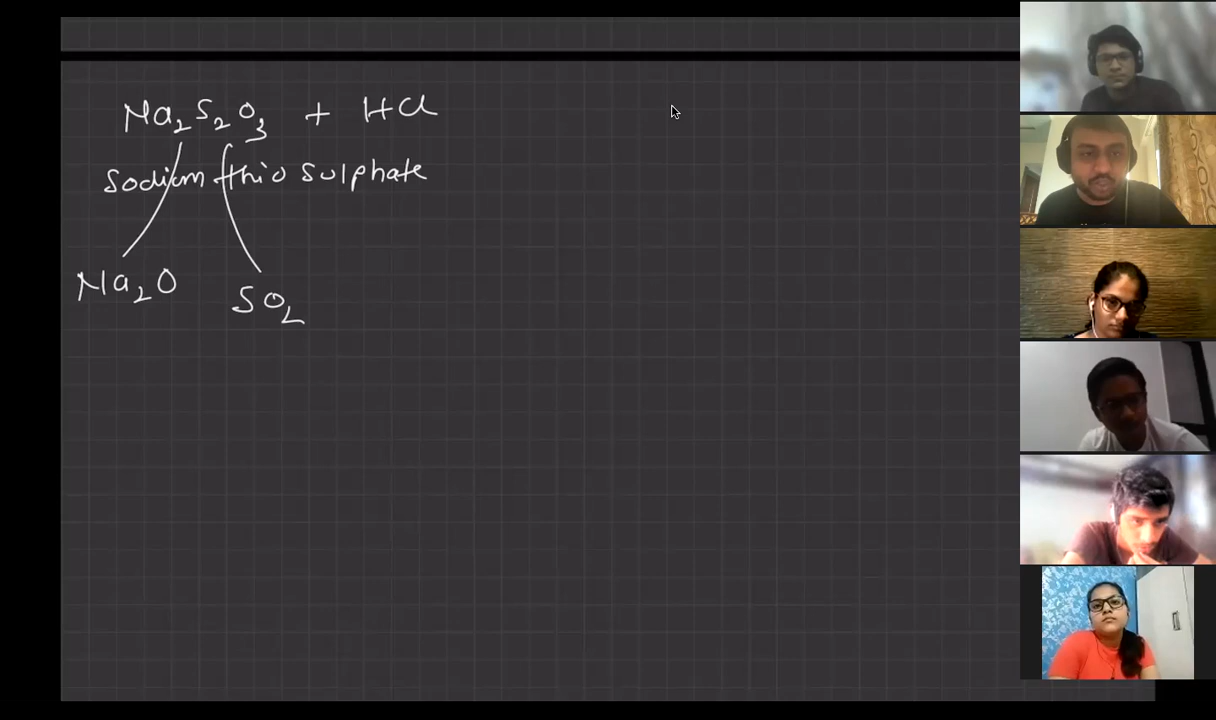 Na₂S₂O₃ + HCl
Sodium thio sulphate
Na₂O SO₂